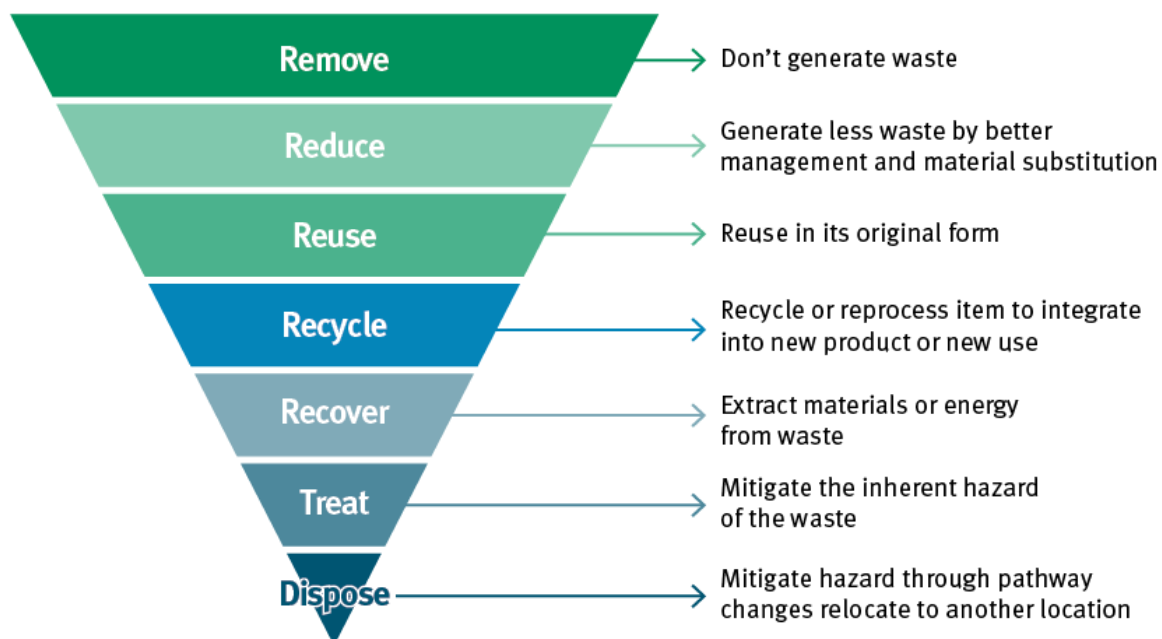 Remove
Don’t generate waste
Reduce
Generate less waste by better
management and material substitution
Reuse
Reuse in its original form
Recycle
Recycle or reprocess item to integrate
into new product or new use
Recover
Extract materials or energy
from waste
Treat
Mitigate the inherent hazard
of the waste
Dispose
Mitigate hazard through pathway
changes relocate to another location